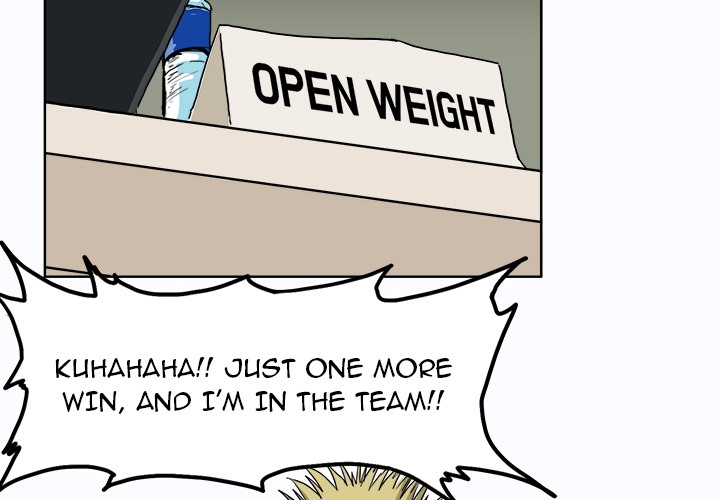 OPEN WEIGHT
KUHAHAHA!! JUST ONE MORE
WIN, AND I'M IN THE TEAM!!